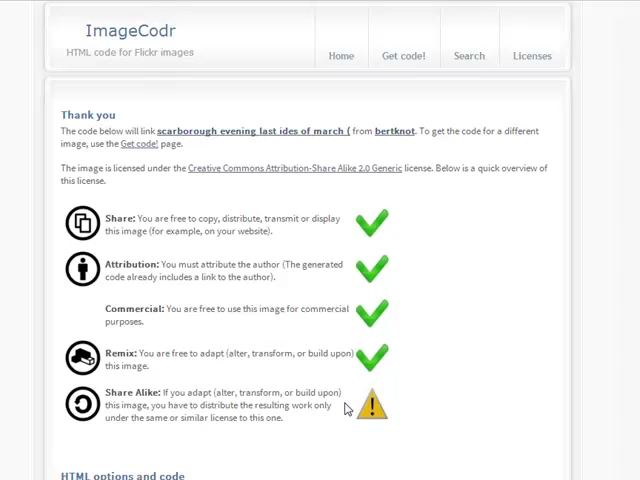 ImageCodr
HTML code for Flickr images
Home Get code! Search Licenses
Thank you
The code below will link scarborough evening last ides of march ( from bertknot. To get the code for a different
image, use the Get code! page.
The image is licensed under the Creative Commons Attribution-Share Alike 2.0 Generic license. Below is a quick overview of
this license.
Share: You are free to copy, distribute, transmit or display
this image (for example, on your website).
Attribution: You must attribute the author (The generated
code already includes a link to the author).
Commercial: You are free to use this image for commercial
purposes.
Remix: You are free to adapt (alter, transform, or build upon)
this image.
Share Alike: If you adapt (alter, transform, or build upon)
this image, you have to distribute the resulting work only
under the same or similar license to this one.
HTML options and code